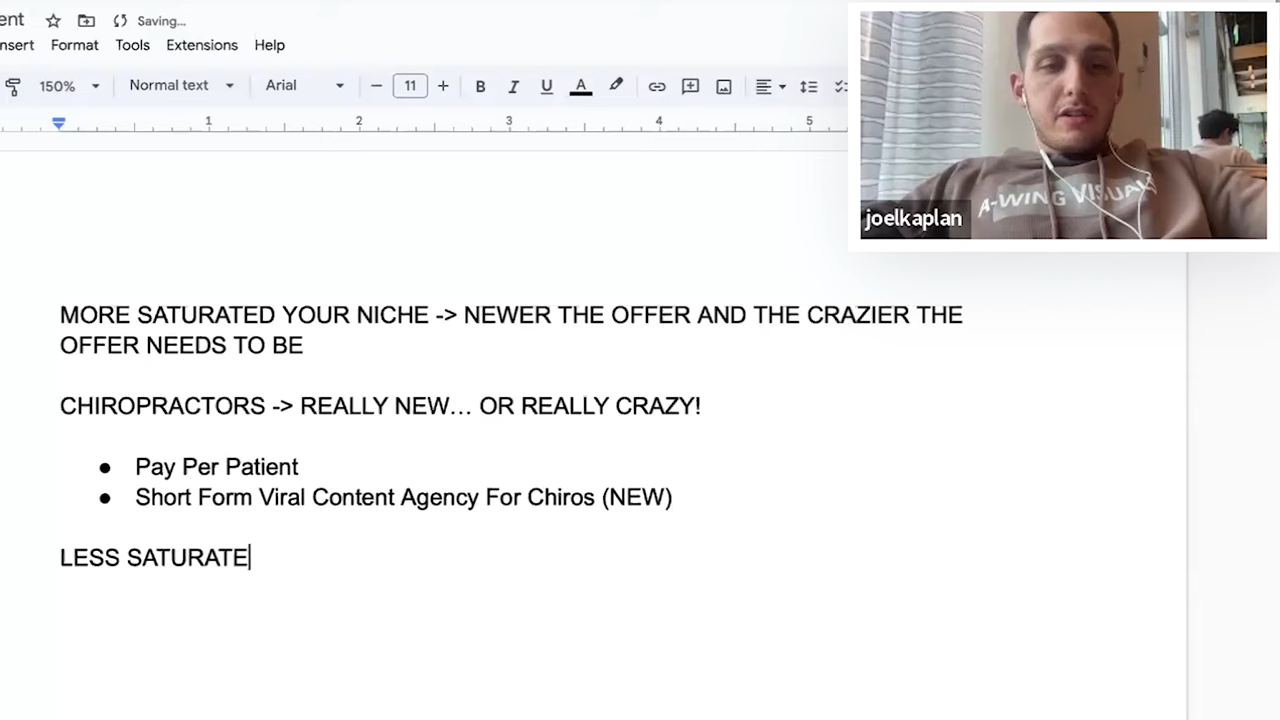 ent Saving...
nsert Format Tools Extensions Help
150% Normal text Arial − 11 + B I U A
1 2 3 4 5
A-WING VISUAL
joelkaplan
MORE SATURATED YOUR NICHE -> NEWER THE OFFER AND THE CRAZIER THE
OFFER NEEDS TO BE
CHIROPRACTORS -> REALLY NEW… OR REALLY CRAZY!
● Pay Per Patient
● Short Form Viral Content Agency For Chiros (NEW)
LESS SATURATE